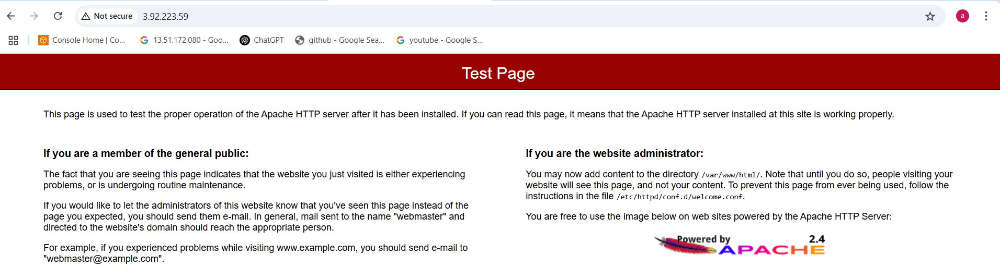 Not secure
3.92.223.59
a
Console Home | Co...
13.51.172.080 - Goo...
ChatGPT
github - Google Sea...
youtube - Google S...
Test Page
This page is used to test the proper operation of the Apache HTTP server after it has been installed. If you can read this page, it means that the Apache HTTP server installed at this site is working properly.
If you are a member of the general public:
The fact that you are seeing this page indicates that the website you just visited is either experiencing
problems, or is undergoing routine maintenance.
If you would like to let the administrators of this website know that you've seen this page instead of the
page you expected, you should send them e-mail. In general, mail sent to the name "webmaster" and
directed to the website's domain should reach the appropriate person.
For example, if you experienced problems while visiting www.example.com, you should send e-mail to
"webmaster@example.com".
If you are the website administrator:
You may now add content to the directory /var/www/html/. Note that until you do so, people visiting your
website will see this page, and not your content. To prevent this page from ever being used, follow the
instructions in the file /etc/httpd/conf.d/welcome.conf.
You are free to use the image below on web sites powered by the Apache HTTP Server:
Powered by 2.4
APACHE